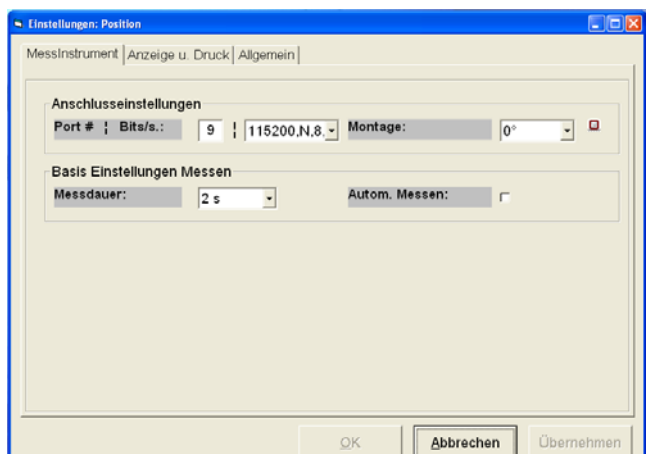 Einstellungen: Position
MessInstrument Anzeige u. Druck Allgemein
Anschlusseinstellungen
Port # ¦ Bits/s.: 9 ¦ 115200,N,8, Montage: 0°
Basis Einstellungen Messen
Messdauer: 2 s Autom. Messen:
OK Abbrechen Übernehmen